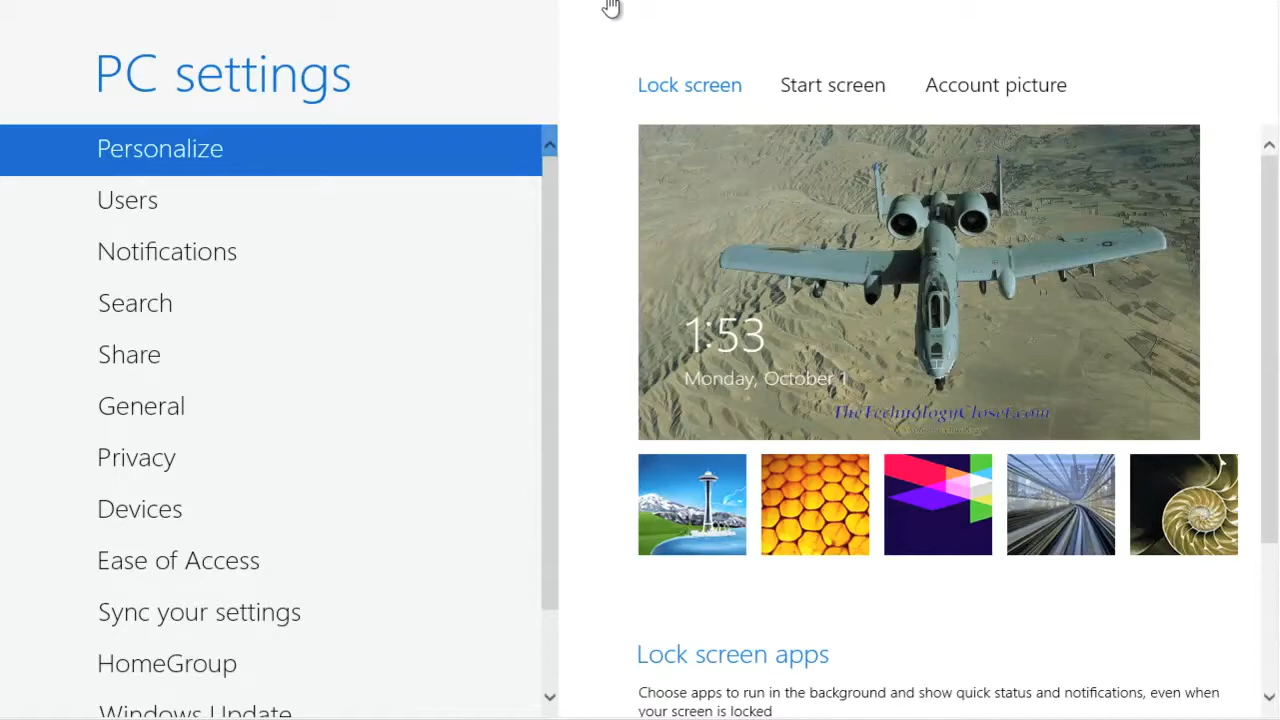 PC settings
Personalize
Users
Notifications
Search
Share
General
Privacy
Devices
Ease of Access
Sync your settings
HomeGroup
Windows Update
Lock screen
Start screen
Account picture
1:53
Monday, October 1
TheTechnologyCloset.com
Lock screen apps
Choose apps to run in the background and show quick status and notifications, even when
your screen is locked